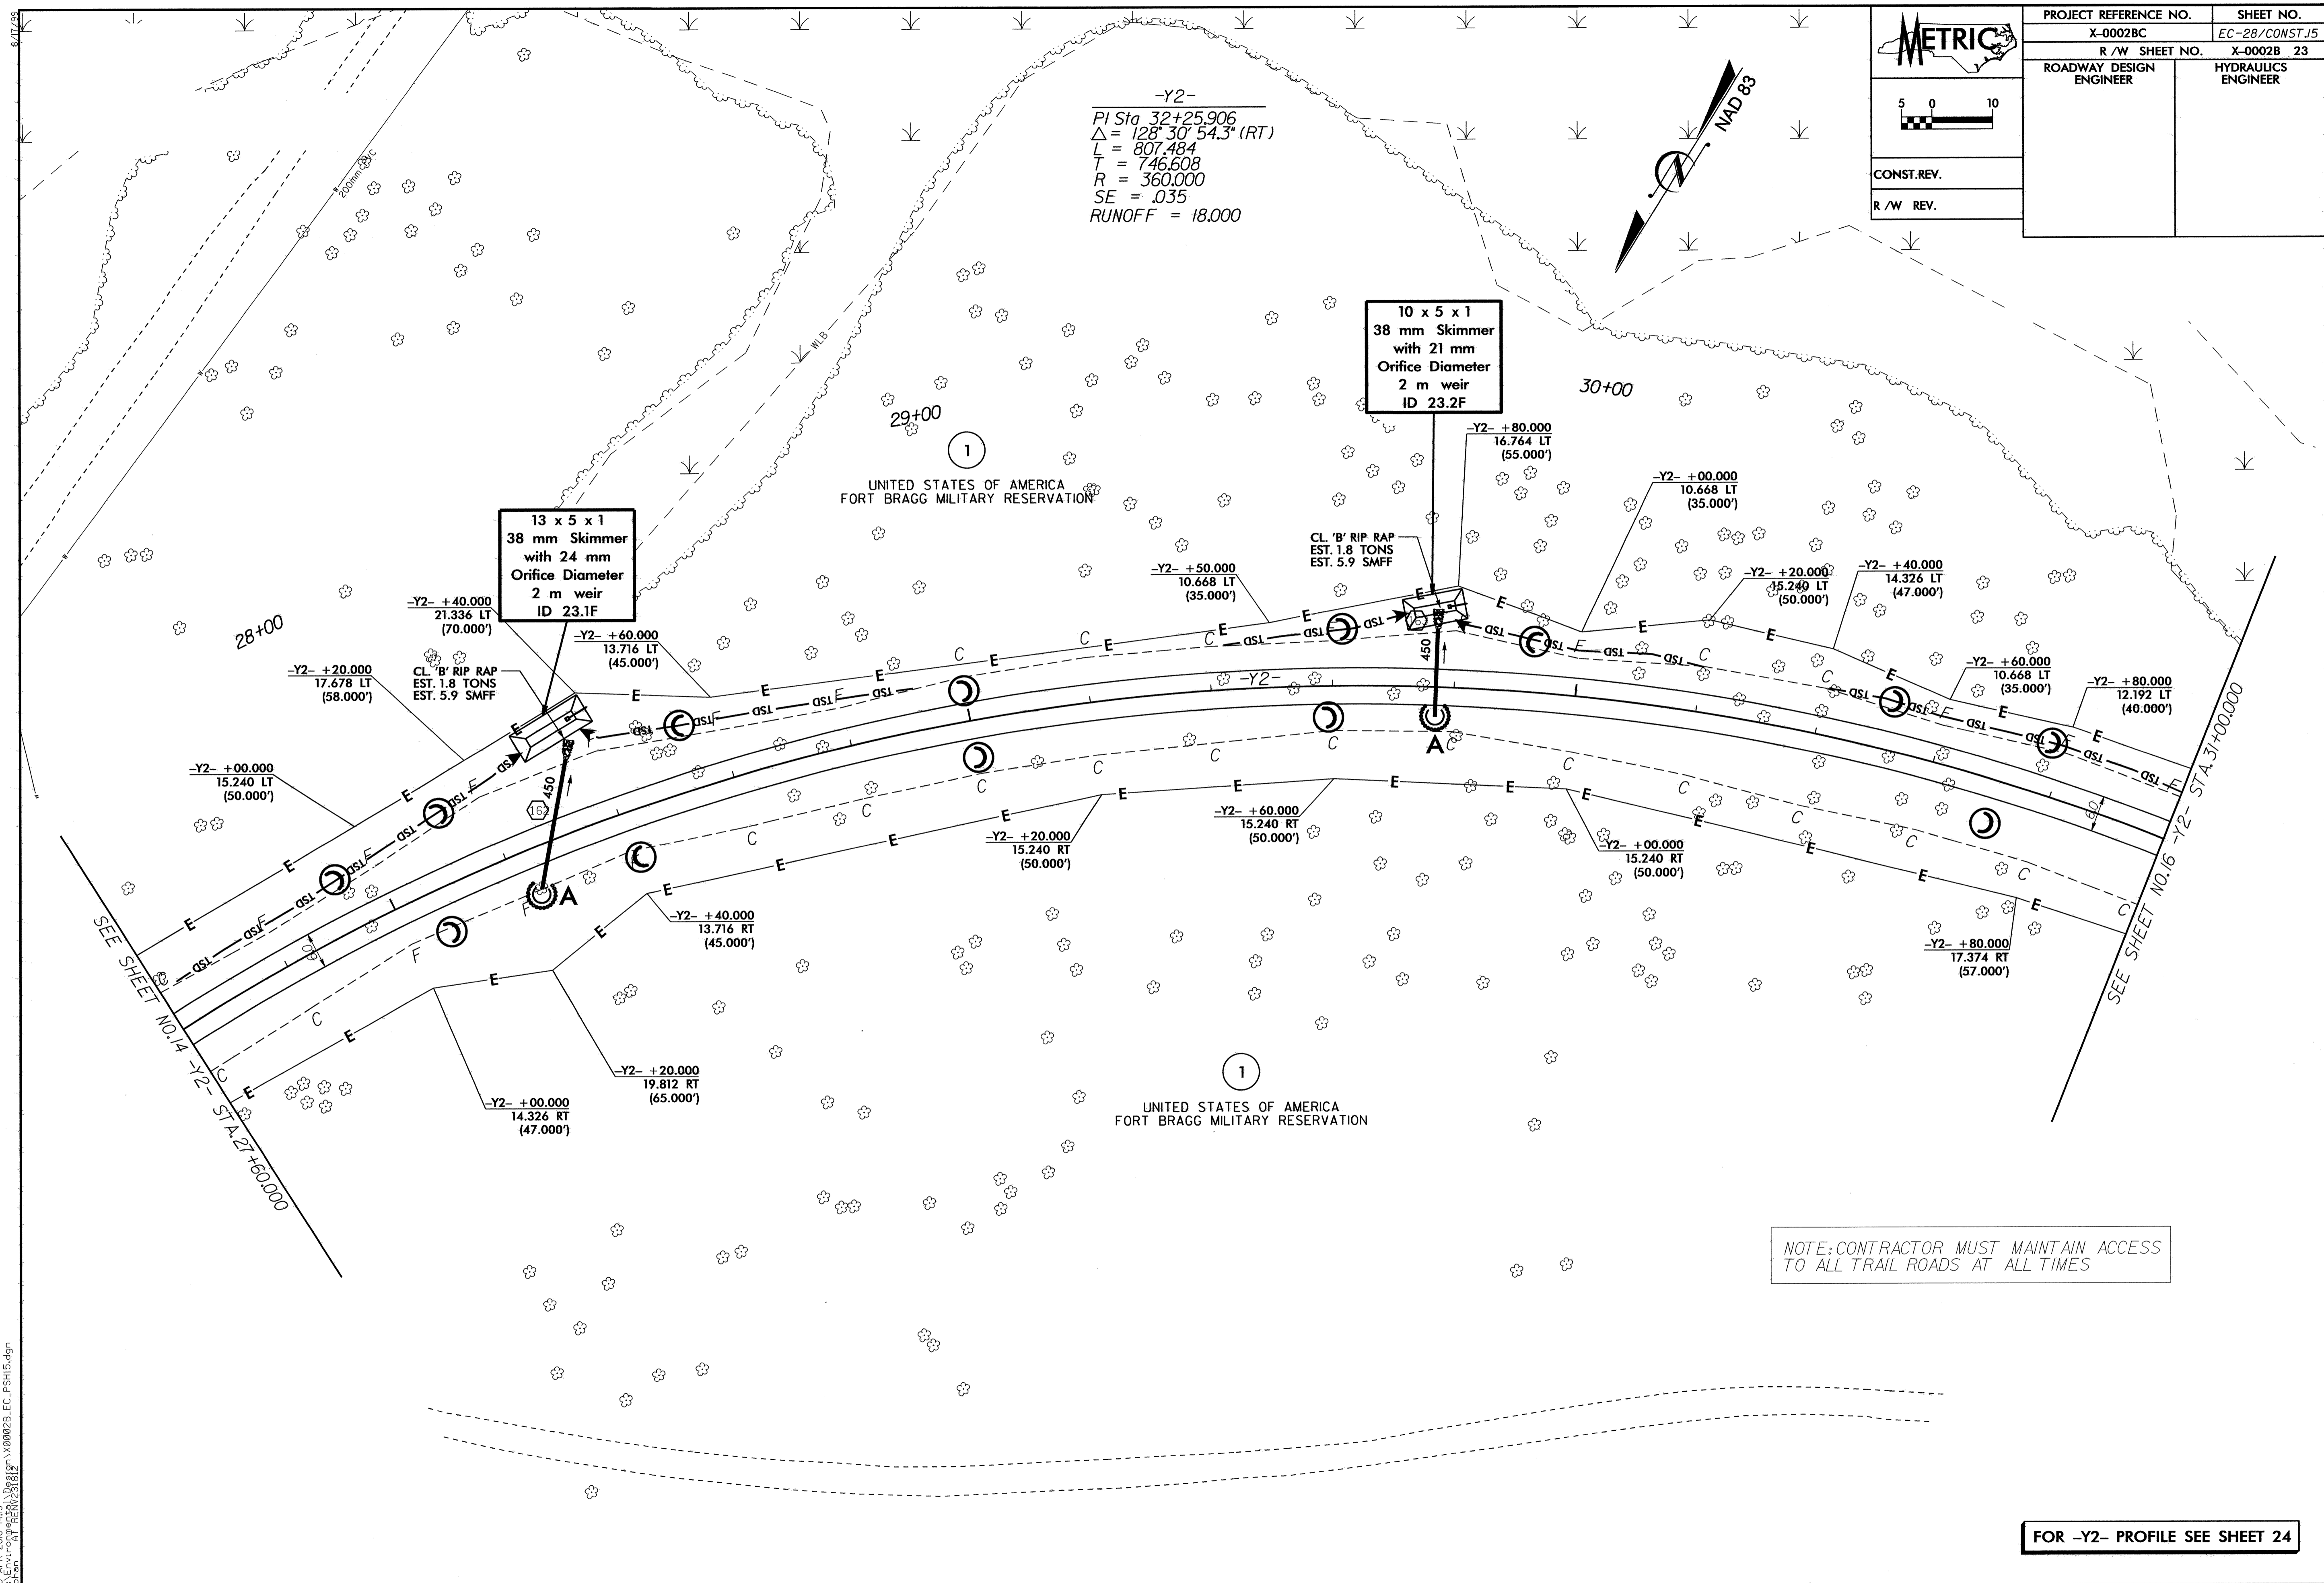 8/17/99
METRIC
PROJECT REFERENCE NO.
SHEET NO.
X-0002BC
EC-28/CONST.15
R/W SHEET NO.
X-0002B 23
ROADWAY DESIGN
ENGINEER
HYDRAULICS
ENGINEER
5 0 10
CONST.REV.
R/W REV.
-Y2-
PI Sta 32+25.906
Δ = 128° 30' 54.3" (RT)
L = 807.484
T = 746.608
R = 360.000
SE = .035
RUNOFF = 18.000
NAD 83
200mm PVC
WLB
10 x 5 x 1
38 mm Skimmer
with 21 mm
Orifice Diameter
2 m weir
ID 23.2F
30+00
29+00
28+00
1
UNITED STATES OF AMERICA
FORT BRAGG MILITARY RESERVATION
13 x 5 x 1
38 mm Skimmer
with 24 mm
Orifice Diameter
2 m weir
ID 23.1F
-Y2- +80.000
16.764 LT
(55.000')
-Y2- +00.000
10.668 LT
(35.000')
CL. 'B' RIP RAP
EST. 1.8 TONS
EST. 5.9 SMFF
-Y2- +50.000
10.668 LT
(35.000')
-Y2- +20.000
15.240 LT
(50.000')
-Y2- +40.000
14.326 LT
(47.000')
-Y2- +40.000
21.336 LT
(70.000')
-Y2- +60.000
13.716 LT
(45.000')
-Y2- +20.000
17.678 LT
(58.000')
CL. 'B' RIP RAP
EST. 1.8 TONS
EST. 5.9 SMFF
-Y2- +60.000
10.668 LT
(35.000')
-Y2- +80.000
12.192 LT
(40.000')
-Y2- +00.000
15.240 LT
(50.000')
-Y2-
450
450
A
A
6.0
6.0
-Y2- +20.000
15.240 RT
(50.000')
-Y2- +60.000
15.240 RT
(50.000')
-Y2- +00.000
15.240 RT
(50.000')
-Y2- +40.000
13.716 RT
(45.000')
-Y2- +80.000
17.374 RT
(57.000')
-Y2- +20.000
19.812 RT
(65.000')
-Y2- +00.000
14.326 RT
(47.000')
SEE SHEET NO.14 -Y2- STA.27+60.000
SEE SHEET NO.16 -Y2- STA.31+00.000
1
UNITED STATES OF AMERICA
FORT BRAGG MILITARY RESERVATION
NOTE: CONTRACTOR MUST MAINTAIN ACCESS
TO ALL TRAIL ROADS AT ALL TIMES
FOR -Y2- PROFILE SEE SHEET 24